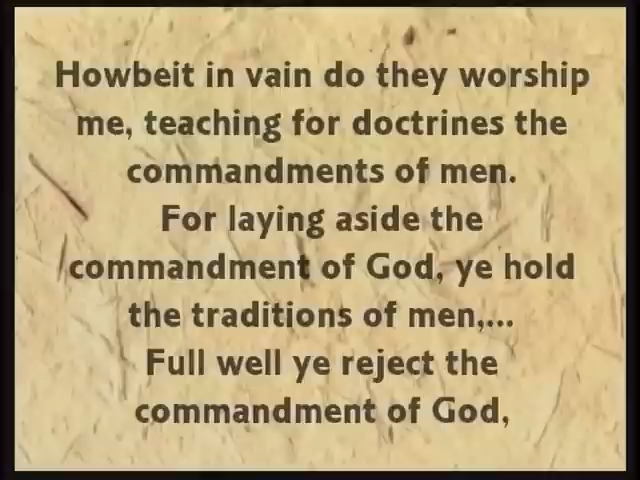 Howbeit in vain do they worship
me, teaching for doctrines the
commandments of men.
For laying aside the
commandment of God, ye hold
the traditions of men,...
Full well ye reject the
commandment of God,